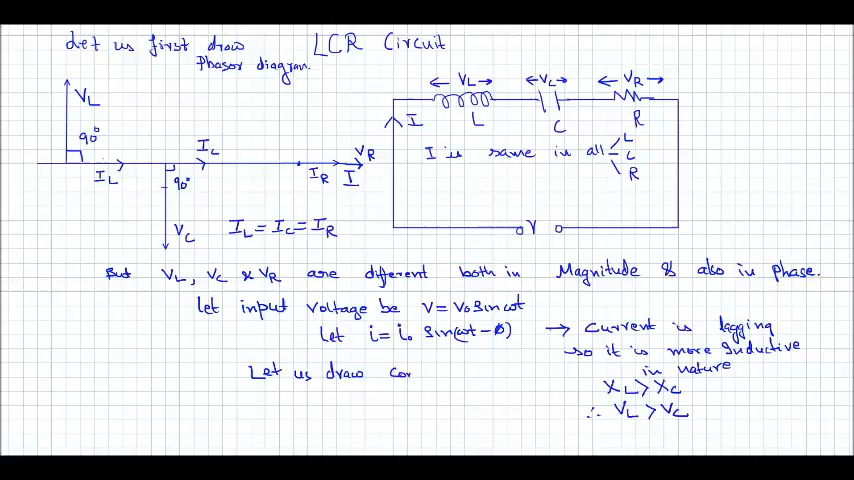 Let us first draw
Phasor diagram.
LCR Circuit
VL
90°
IL
IC
90°
VC
VR
IR
I
IL = IC = IR
VL
VC
VR
I
L
C
R
I is same in all L
C
R
V
But VL, VC & VR are different both in Magnitude & also in phase.
let input voltage be v = v₀ sin ωt
Let i = i₀ sin(ωt - ϕ) → Current is lagging
so it is more Inductive
in nature
XL > XC
∴ VL > VC
Let us draw cor